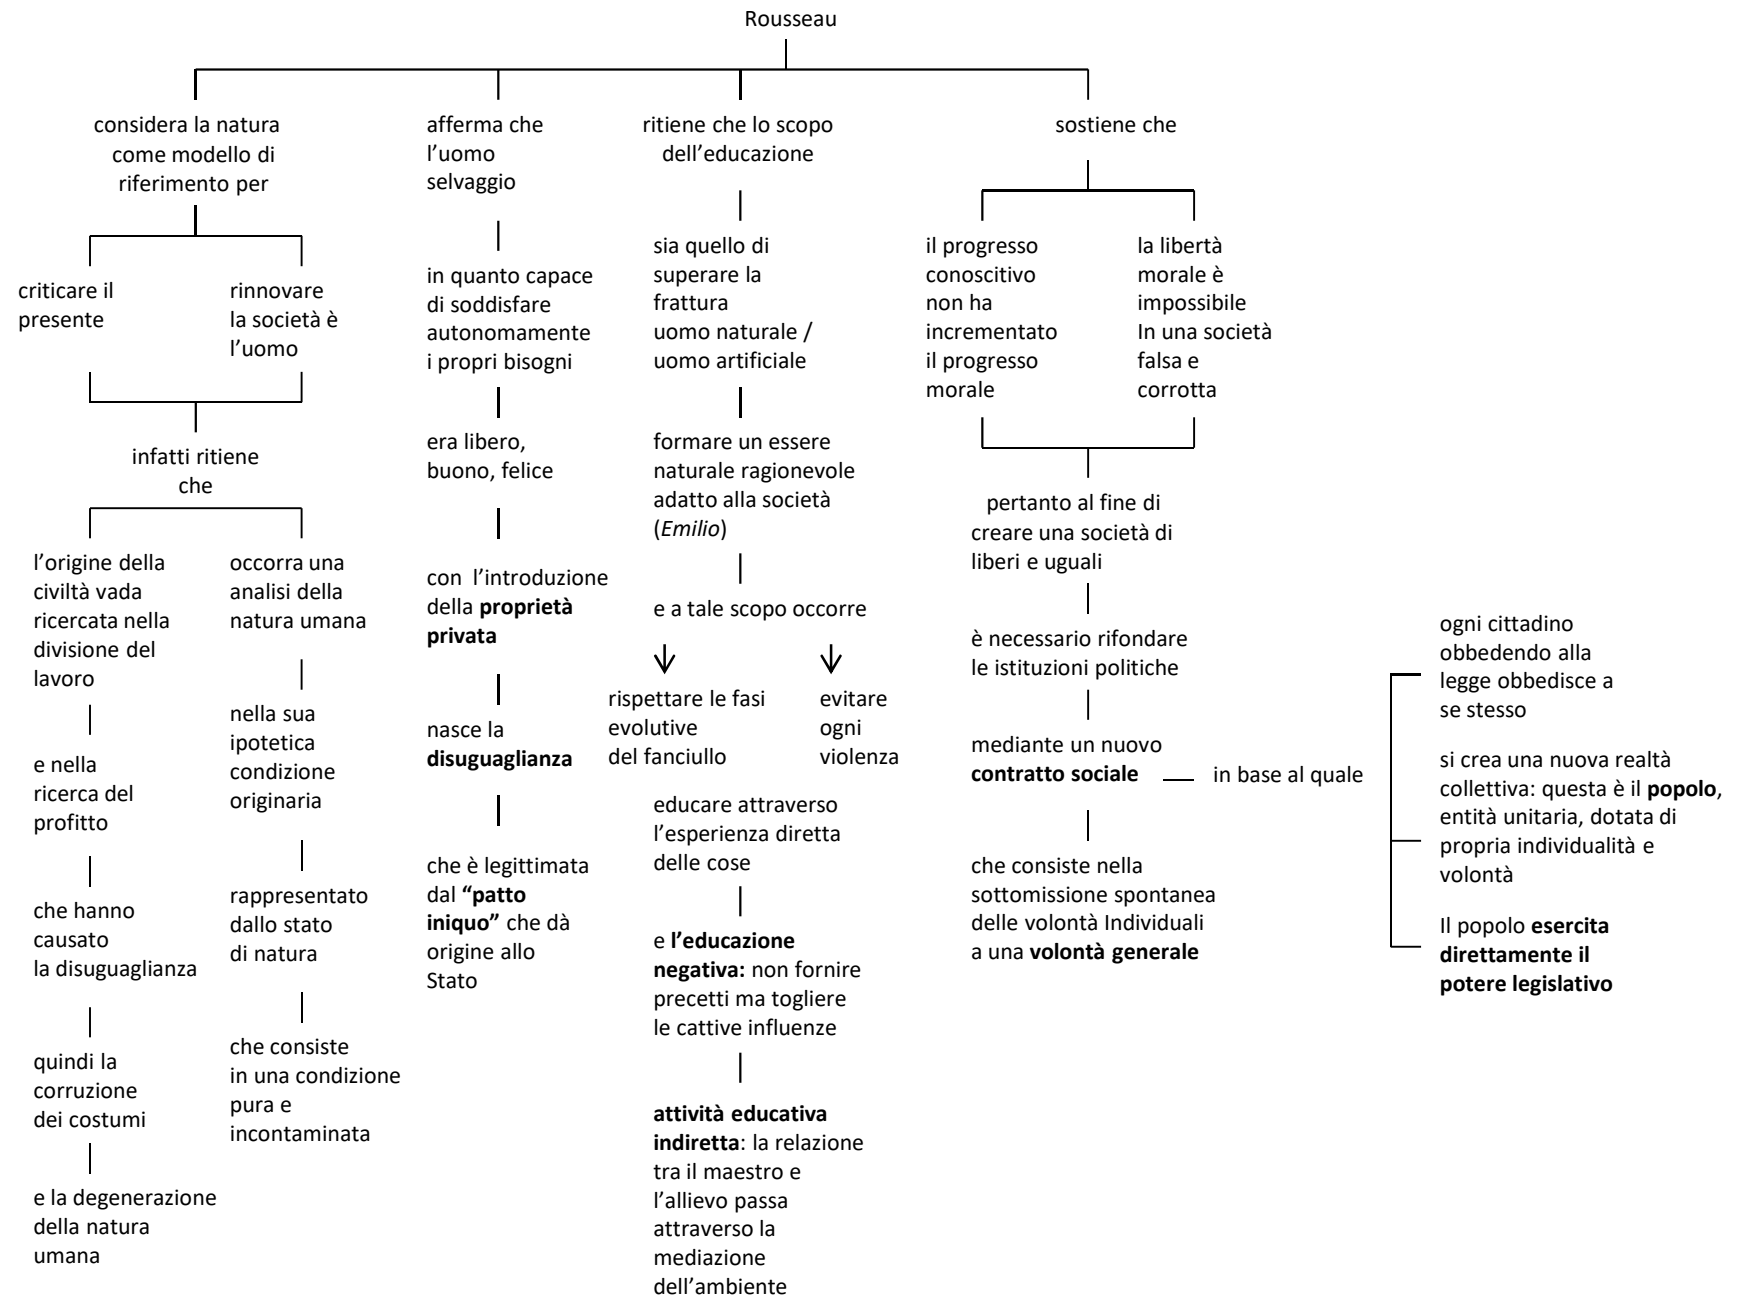 Rousseau
considera la natura
come modello di
riferimento per
criticare il
presente
rinnovare
la società è
l'uomo
infatti ritiene
che
l'origine della
civiltà vada
ricercata nella
divisione del
lavoro
e nella
ricerca del
profitto
che hanno
causato
la disuguaglianza
quindi la
corruzione
dei costumi
e la degenerazione
della natura
umana
occorra una
analisi della
natura umana
nella sua
ipotetica
condizione
originaria
rappresentato
dallo stato
di natura
che consiste
in una condizione
pura e
incontaminata
afferma che
l'uomo
selvaggio
in quanto capace
di soddisfare
autonomamente
i propri bisogni
era libero,
buono, felice
con l'introduzione
della proprietà
privata
nasce la
disuguaglianza
che è legittimata
dal “patto
iniquo” che dà
origine allo
Stato
ritiene che lo scopo
dell'educazione
sia quello di
superare la
frattura
uomo naturale /
uomo artificiale
formare un essere
naturale ragionevole
adatto alla società
(Emilio)
e a tale scopo occorre
rispettare le fasi
evolutive
del fanciullo
evitare
ogni
violenza
educare attraverso
l'esperienza diretta
delle cose
e l'educazione
negativa: non fornire
precetti ma togliere
le cattive influenze
attività educativa
indiretta: la relazione
tra il maestro e
l'allievo passa
attraverso la
mediazione
dell'ambiente
sostiene che
il progresso
conoscitivo
non ha
incrementato
il progresso
morale
la libertà
morale è
impossibile
In una società
falsa e
corrotta
pertanto al fine di
creare una società di
liberi e uguali
è necessario rifondare
le istituzioni politiche
mediante un nuovo
contratto sociale
che consiste nella
sottomissione spontanea
delle volontà Individuali
a una volontà generale
in base al quale
ogni cittadino
obbedendo alla
legge obbedisce a
se stesso
si crea una nuova realtà
collettiva: questa è il popolo,
entità unitaria, dotata di
propria individualità e
volontà
Il popolo esercita
direttamente il
potere legislativo